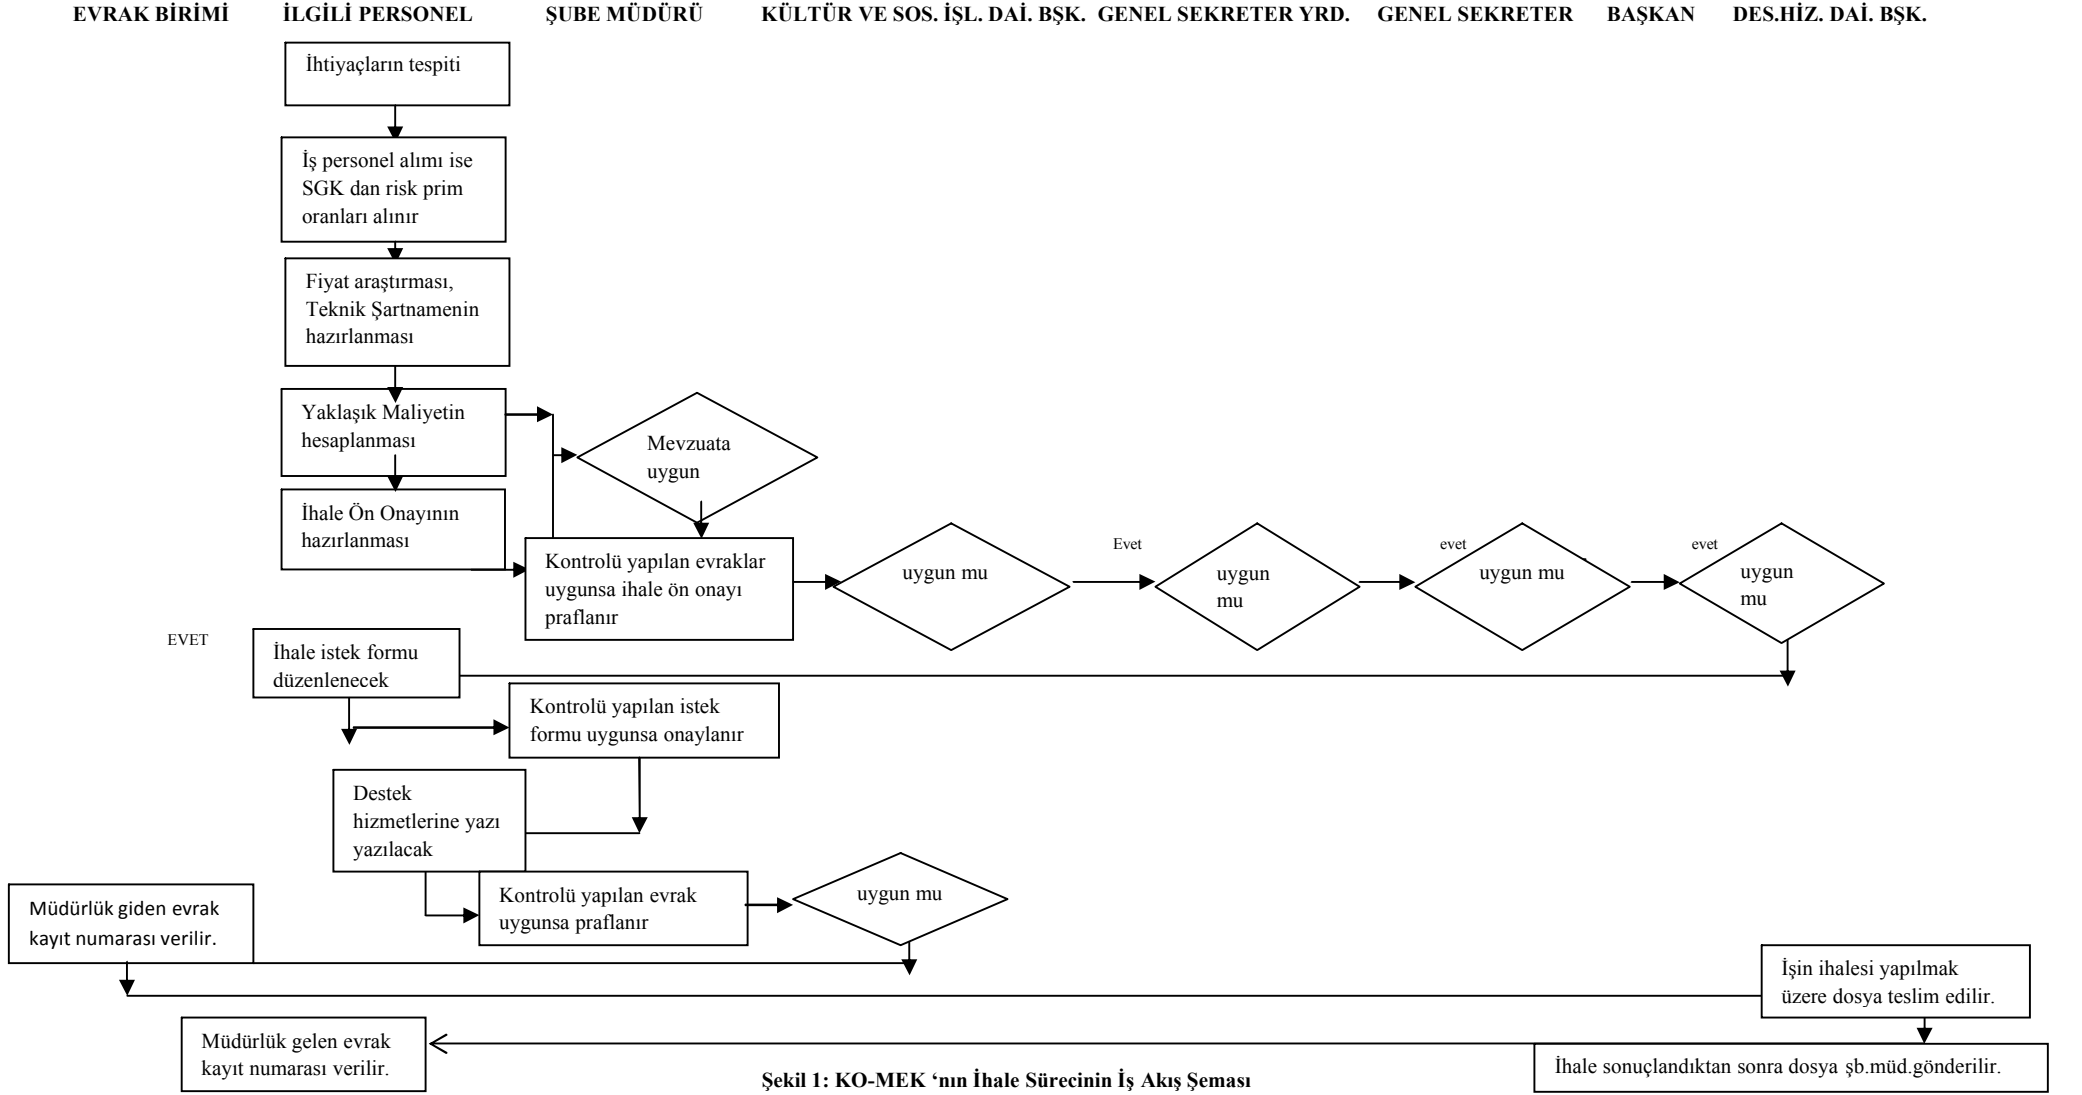 EVRAK BİRİMİ İLGİLİ PERSONEL ŞUBE MÜDÜRÜ KÜLTÜR VE SOS. İŞL. DAİ. BŞK. GENEL SEKRETER YRD. GENEL SEKRETER BAŞKAN DES.HİZ. DAİ. BŞK.
İhtiyaçların tespiti
İş personel alımı ise
SGK dan risk prim
oranları alınır
Fiyat araştırması,
Teknik Şartnamenin
hazırlanması
Yaklaşık Maliyetin
hesaplanması
Mevzuata
uygun
İhale Ön Onayının
hazırlanması
Kontrolü yapılan evraklar
uygunsa ihale ön onayı
praflanır
uygun mu
Evet
uygun
mu
evet
uygun mu
evet
uygun
mu
EVET
İhale istek formu
düzenlenecek
Kontrolü yapılan istek
formu uygunsa onaylanır
Destek
hizmetlerine yazı
yazılacak
Kontrolü yapılan evrak
uygunsa praflanır
uygun mu
Müdürlük giden evrak
kayıt numarası verilir.
İşin ihalesi yapılmak
üzere dosya teslim edilir.
Müdürlük gelen evrak
kayıt numarası verilir.
İhale sonuçlandıktan sonra dosya şb.müd.gönderilir.
Şekil 1: KO-MEK ‘nın İhale Sürecinin İş Akış Şeması